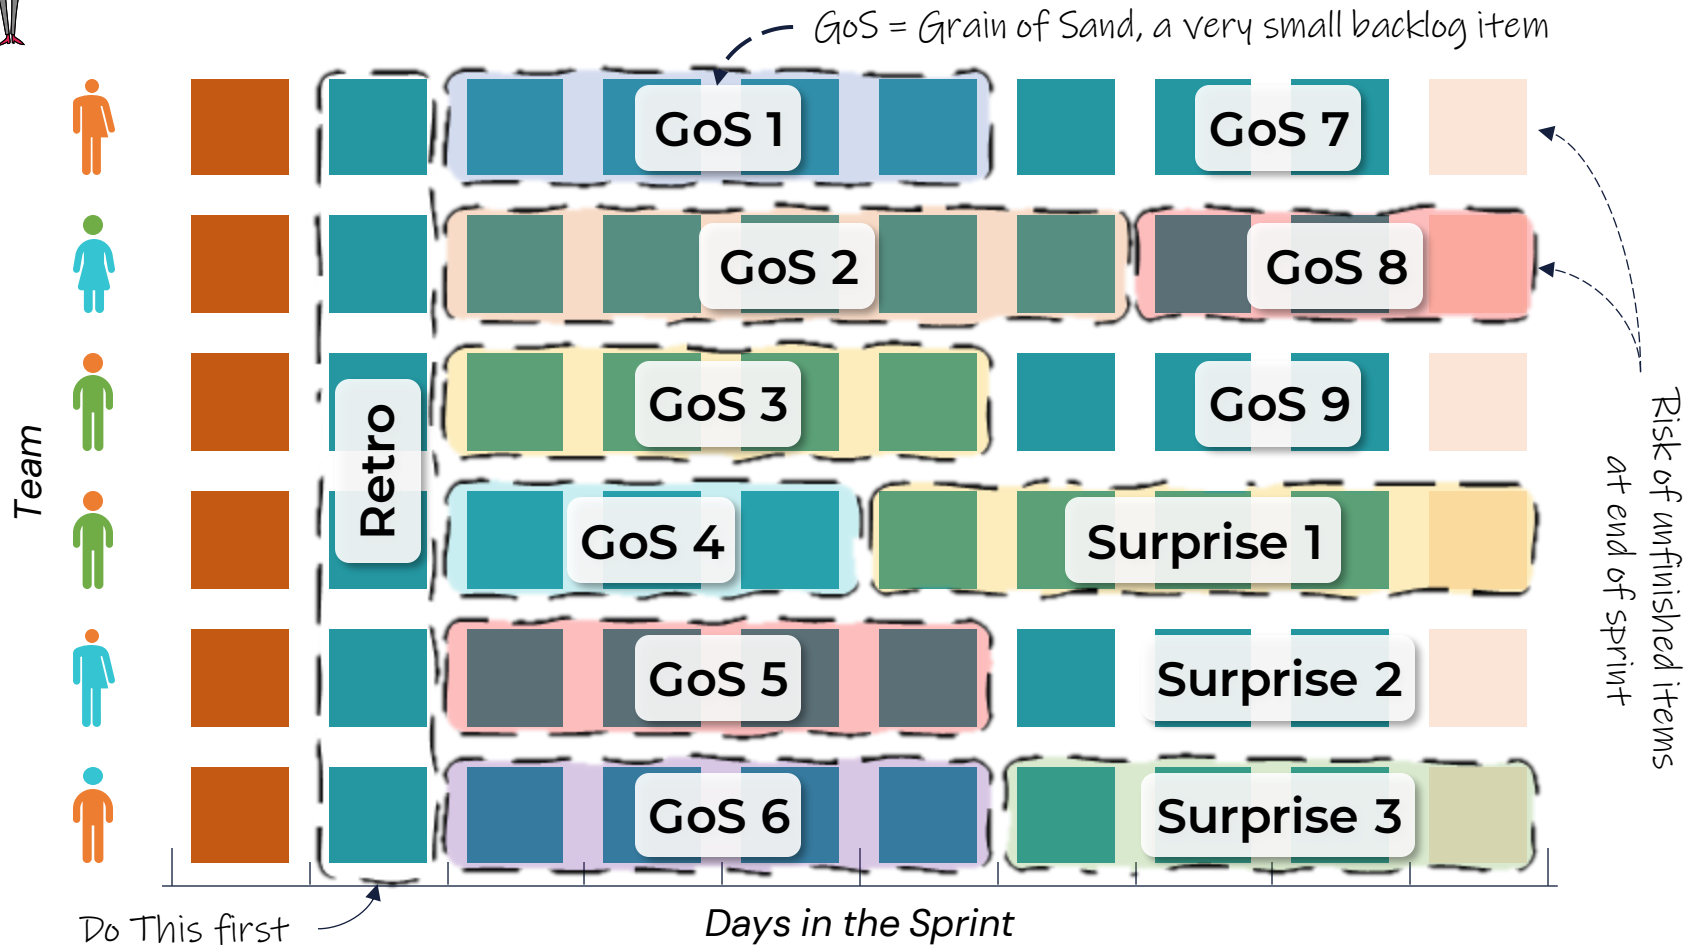 GoS = Grain of Sand, a very small backlog item
GoS 1
GoS 7
GoS 2
GoS 8
GoS 3
GoS 9
Retro
Team
GoS 4
Surprise 1
Risk of unfinished items
at end of sprint
GoS 5
Surprise 2
GoS 6
Surprise 3
Do This first
Days in the Sprint